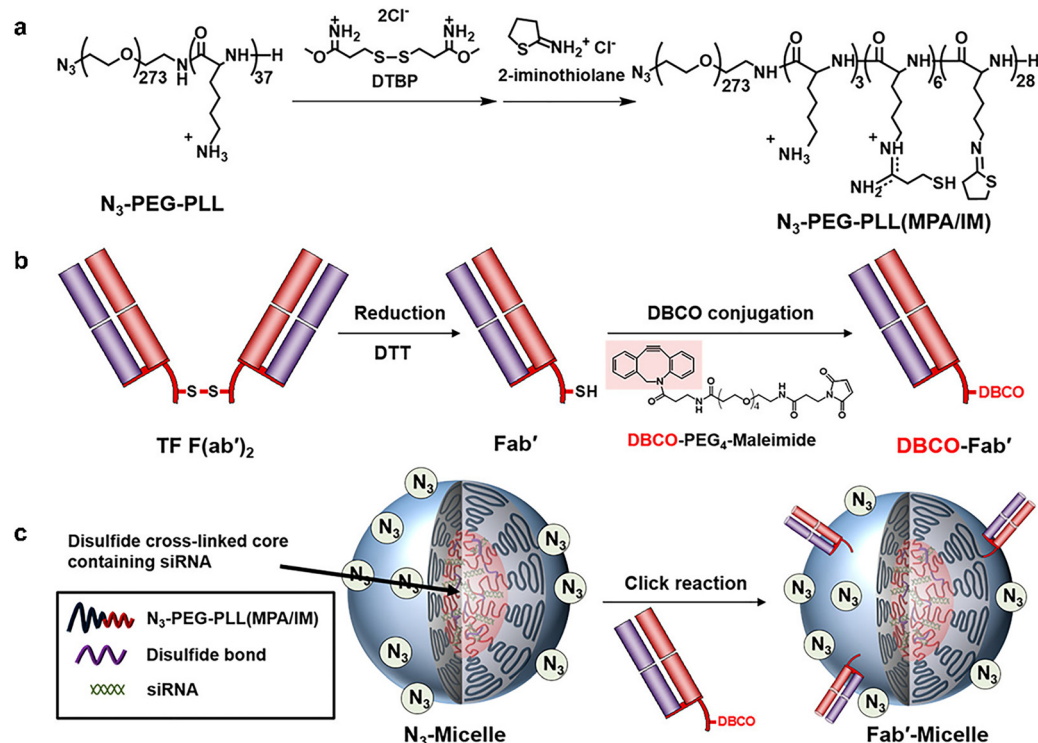 a
2Cl⁻
⁺NH₂ ⁺NH₂
O S–S O
DTBP
S NH₂⁺ Cl⁻
2-iminothiolane
N₃ O 273 N H O H N H 37
⁺NH₃
N₃-PEG-PLL
N₃ O 273 NH O H N 3 O H N 6 O H N H 28
⁺NH₃
⁺NH
NH₂ SH
N
S
N₃-PEG-PLL(MPA/IM)
b
S–S
TF F(ab′)₂
Reduction
DTT
SH
Fab′
DBCO conjugation
N O N H O O 4 H N O N O O
DBCO-PEG₄-Maleimide
DBCO
DBCO-Fab′
c
Disulfide cross-linked core
containing siRNA
N₃-PEG-PLL(MPA/IM)
Disulfide bond
siRNA
N₃
N₃
N₃
N₃
N₃
N₃
N₃
N₃
N₃
N₃
N₃-Micelle
Click reaction
DBCO
N₃
N₃
N₃
N₃
N₃
N₃
N₃
Fab′-Micelle